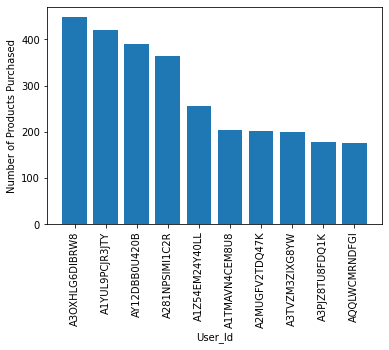 Number of Products Purchased
400
300
200
100
0
A3OXHLG6DIBRW8
A1YUL9PCJR3JTY
AY12DBB0U420B
A281NPSIMI1C2R
A1Z54EM24Y40LL
A1TMAVN4CEM8U8
A2MUGFV2TDQ47K
A3TVZM3ZIXG8YW
A3PJZ8TU8FDQ1K
AQQLWCMRNDFGI
User_Id